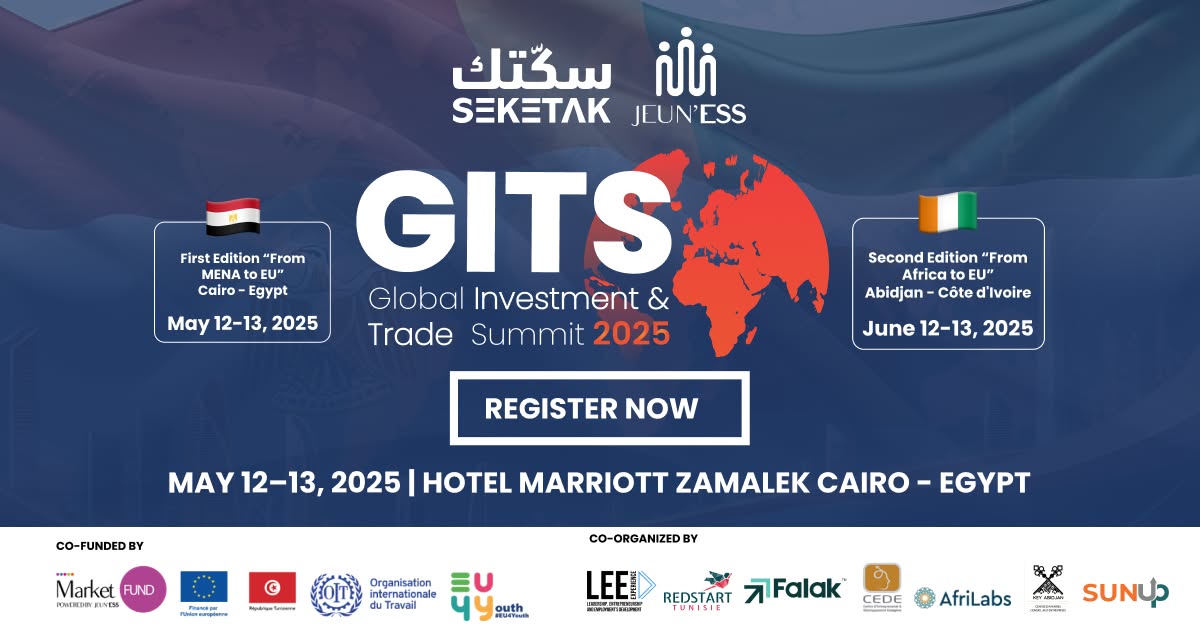 سكّتك
SEKETAK
JEUN'ESS
GITS
Global Investment &
Trade Summit 2025
First Edition “From
MENA to EU”
Cairo - Egypt
May 12-13, 2025
Second Edition “From
Africa to EU”
Abidjan - Côte d'Ivoire
June 12-13, 2025
REGISTER NOW
MAY 12–13, 2025 | HOTEL MARRIOTT ZAMALEK CAIRO - EGYPT
CO-FUNDED BY
Market FUND
POWERED BY JEUN'ESS
Financé par
l'Union européenne
République Tunisienne
Organisation
internationale
du Travail
EU
4Youth
#EU4Youth
CO-ORGANIZED BY
LEE EXPERIENCE
LEADERSHIP, ENTREPRENEURSHIP
AND EMPLOYMENTS DEVELOPMENT
REDSTART
TUNISIE
Falak™
CEDE
AfriLabs
KEY ABIDJAN
SUNUP